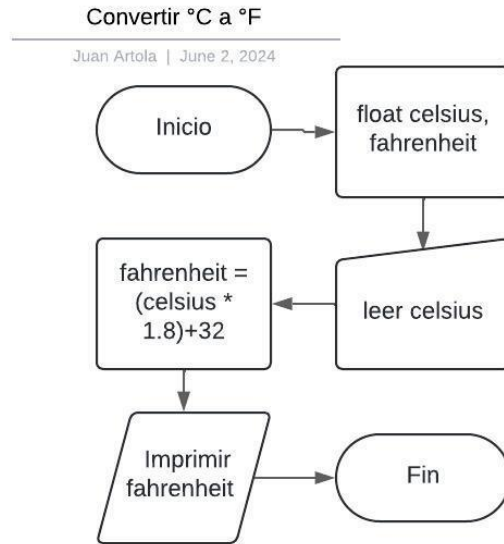 Convertir °C a °F
Juan Artola | June 2, 2024
Inicio
float celsius,
fahrenheit
leer celsius
fahrenheit =
(celsius *
1.8)+32
Imprimir
fahrenheit
Fin